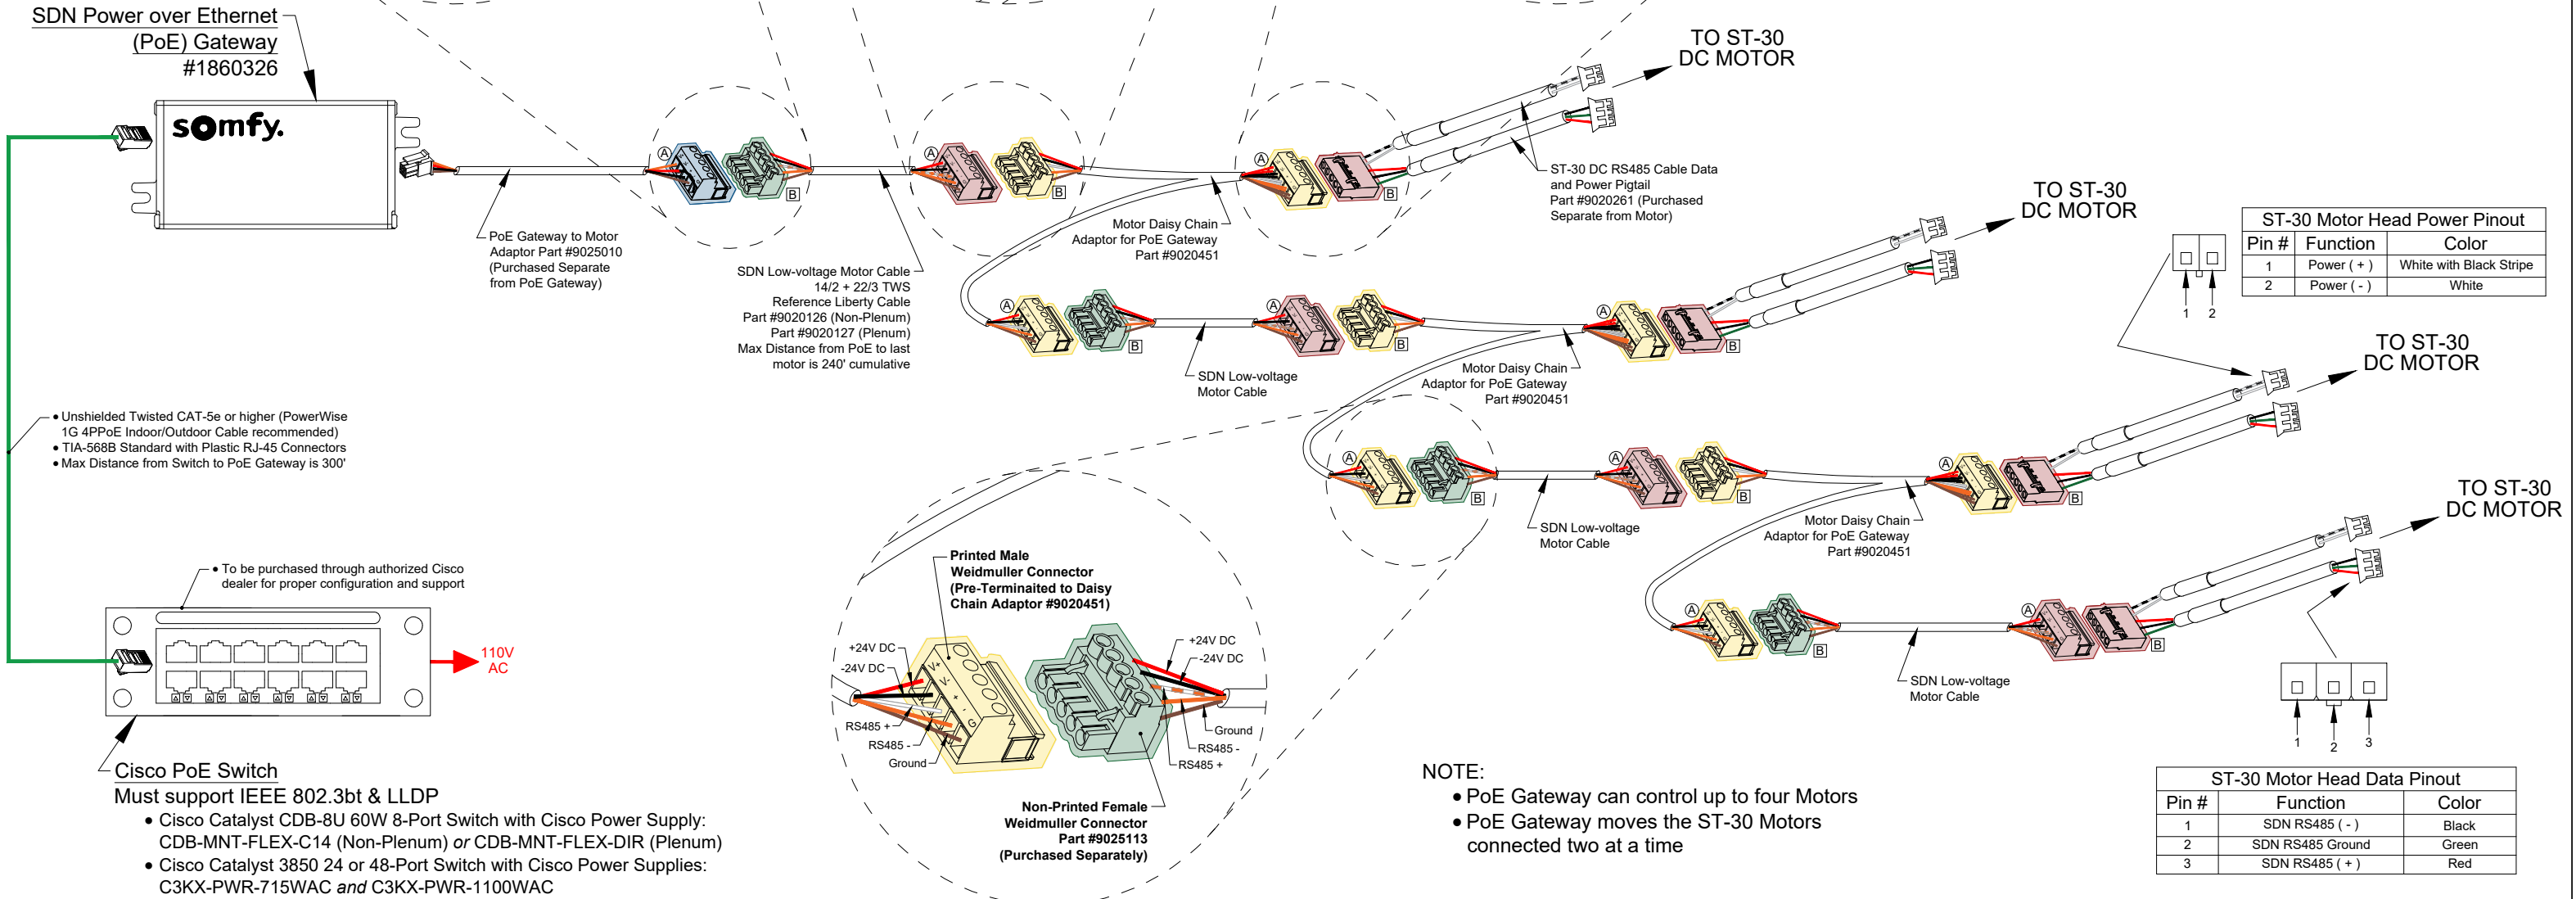 SDN Power over Ethernet
(PoE) Gateway
#1860326
somfy.
PoE Gateway to Motor
Adaptor Part #9025010
(Purchased Separate
from PoE Gateway)
A
B
SDN Low-voltage Motor Cable
14/2 + 22/3 TWS
Reference Liberty Cable
Part #9020126 (Non-Plenum)
Part #9020127 (Plenum)
Max Distance from PoE to last
motor is 240' cumulative
A
B
Motor Daisy Chain
Adaptor for PoE Gateway
Part #9020451
A
B
ST-30 DC RS485 Cable Data
and Power Pigtail
Part #9020261 (Purchased
Separate from Motor)
TO ST-30
DC MOTOR
A
B
SDN Low-voltage
Motor Cable
A
B
Motor Daisy Chain
Adaptor for PoE Gateway
Part #9020451
A
B
TO ST-30
DC MOTOR
ST-30 Motor Head Power Pinout
Pin # Function Color
1 Power ( + ) White with Black Stripe
2 Power ( - ) White
1 2
A
B
SDN Low-voltage
Motor Cable
A
B
Motor Daisy Chain
Adaptor for PoE Gateway
Part #9020451
A
B
TO ST-30
DC MOTOR
A
B
SDN Low-voltage
Motor Cable
A
B
TO ST-30
DC MOTOR
• Unshielded Twisted CAT-5e or higher (PowerWise
1G 4PPoE Indoor/Outdoor Cable recommended)
• TIA-568B Standard with Plastic RJ-45 Connectors
• Max Distance from Switch to PoE Gateway is 300'
• To be purchased through authorized Cisco
dealer for proper configuration and support
110V
AC
Cisco PoE Switch
Must support IEEE 802.3bt & LLDP
• Cisco Catalyst CDB-8U 60W 8-Port Switch with Cisco Power Supply:
CDB-MNT-FLEX-C14 (Non-Plenum) or CDB-MNT-FLEX-DIR (Plenum)
• Cisco Catalyst 3850 24 or 48-Port Switch with Cisco Power Supplies:
C3KX-PWR-715WAC and C3KX-PWR-1100WAC
Printed Male
Weidmuller Connector
(Pre-Terminaited to Daisy
Chain Adaptor #9020451)
+24V DC
-24V DC
RS485 +
RS485 -
Ground
V+
V-
+
-
G
+24V DC
-24V DC
Ground
RS485 -
RS485 +
Non-Printed Female
Weidmuller Connector
Part #9025113
(Purchased Separately)
NOTE:
• PoE Gateway can control up to four Motors
• PoE Gateway moves the ST-30 Motors
connected two at a time
1 2 3
ST-30 Motor Head Data Pinout
Pin # Function Color
1 SDN RS485 ( - ) Black
2 SDN RS485 Ground Green
3 SDN RS485 ( + ) Red